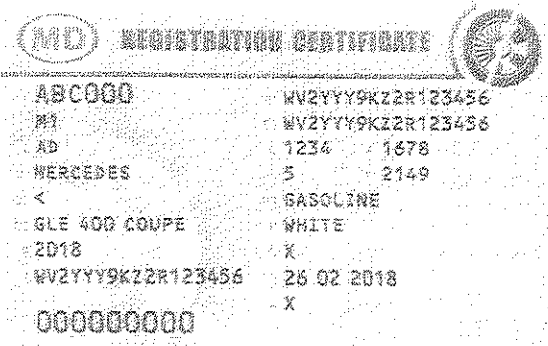 MD REGISTRATION CERTIFICATE
ABC000
M1
AD
MERCEDES
<
GLE 400 COUPE
2018
WV2YYY9KZ2R123456
000000000
WV2YYY9KZ2R123456
WV2YYY9KZ2R123456
1234 1678
5 2149
GASOLINE
WHITE
X
26 02 2018
X